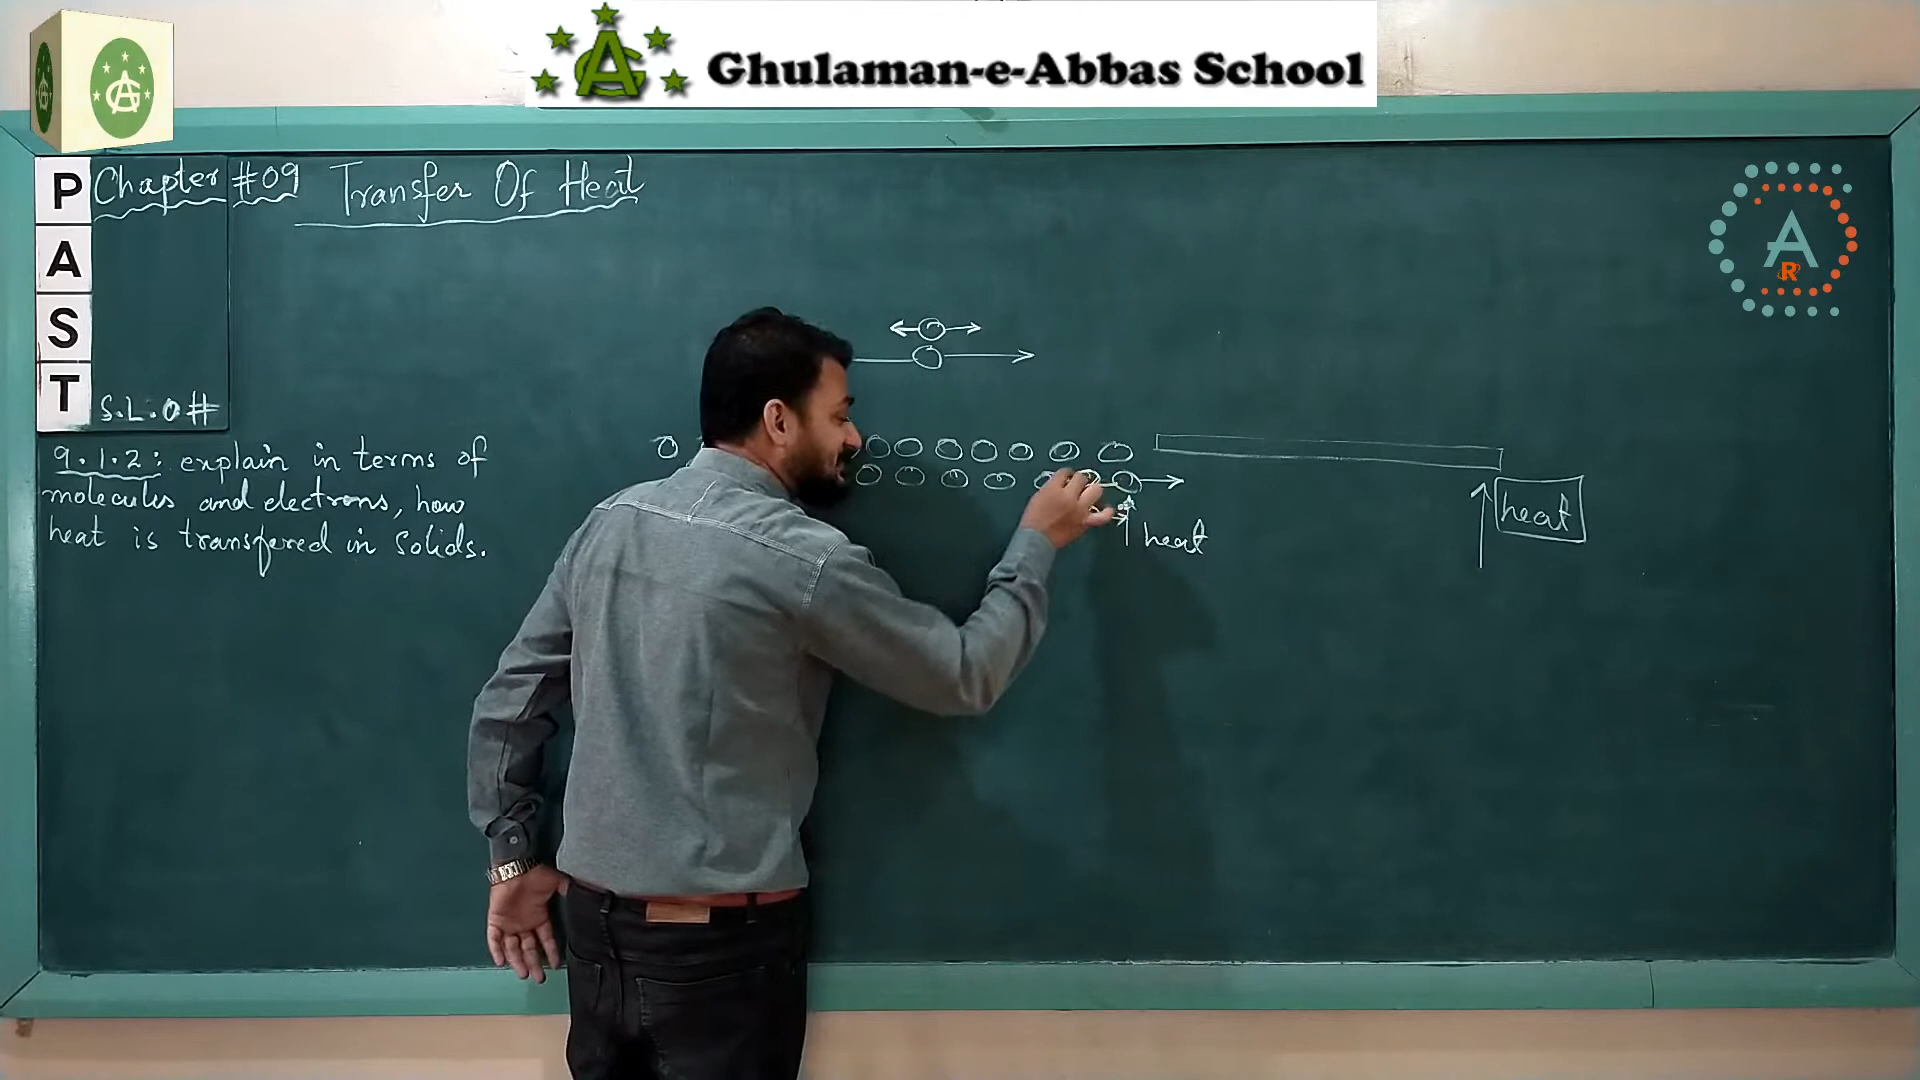 Ghulaman-e-Abbas School
P
A
S
T
Chapter #09 Transfer Of Heat
S.L.O#
9.1.2: explain in terms of
molecules and electrons, how
heat is transfered in solids.
heat
heat
A
R